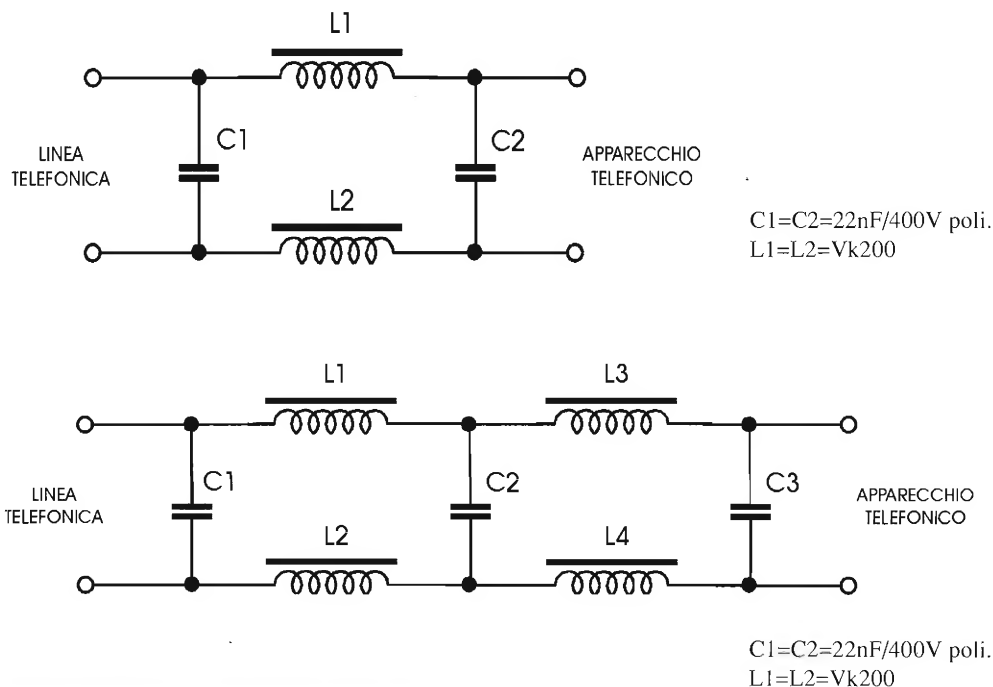 L1
C1
C2
LINEA
TELEFONICA
APPARECCHIO
TELEFONICO
L2
C1=C2=22nF/400V poli.
L1=L2=Vk200
L1
L3
C1
C2
C3
LINEA
TELEFONICA
APPARECCHIO
TELEFONICO
L2
L4
C1=C2=22nF/400V poli.
L1=L2=Vk200